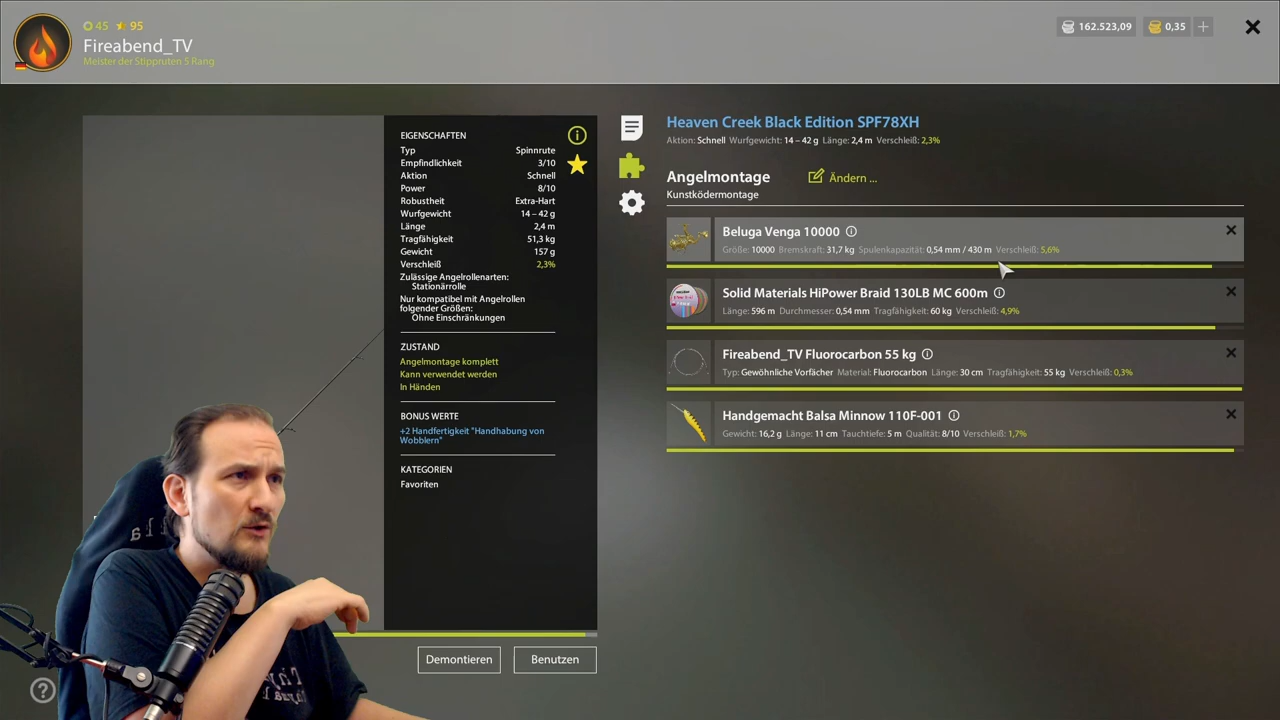 45 95
Fireabend_TV
Meister der Stippruten 5 Rang
162.523,09
0,35
EIGENSCHAFTEN
Typ Spinnrute
Empfindlichkeit 3/10
Aktion Schnell
Power 8/10
Robustheit Extra-Hart
Wurfgewicht 14 – 42 g
Länge 2,4 m
Tragfähigkeit 51,3 kg
Gewicht 157 g
Verschleiß 2,3%
Zulässige Angelrollenarten:
Stationärrolle
Nur kompatibel mit Angelrollen
folgender Größen:
Ohne Einschränkungen
ZUSTAND
Angelmontage komplett
Kann verwendet werden
In Händen
BONUS WERTE
+2 Handfertigkeit "Handhabung von
Wobblern"
KATEGORIEN
Favoriten
Demontieren
Benutzen
Heaven Creek Black Edition SPF78XH
Aktion: Schnell Wurfgewicht: 14 – 42 g Länge: 2,4 m Verschleiß: 2,3%
Angelmontage
Ändern ...
Kunstködermontage
Beluga Venga 10000
Größe: 10000 Bremskraft: 31,7 kg Spulenkapazität: 0,54 mm / 430 m Verschleiß: 5,6%
Solid Materials HiPower Braid 130LB MC 600m
Länge: 596 m Durchmesser: 0,54 mm Tragfähigkeit: 60 kg Verschleiß: 4,9%
Fireabend_TV Fluorocarbon 55 kg
Typ: Gewöhnliche Vorfächer Material: Fluorocarbon Länge: 30 cm Tragfähigkeit: 55 kg Verschleiß: 0,3%
Handgemacht Balsa Minnow 110F-001
Gewicht: 16,2 g Länge: 11 cm Tauchtiefe: 5 m Qualität: 8/10 Verschleiß: 1,7%